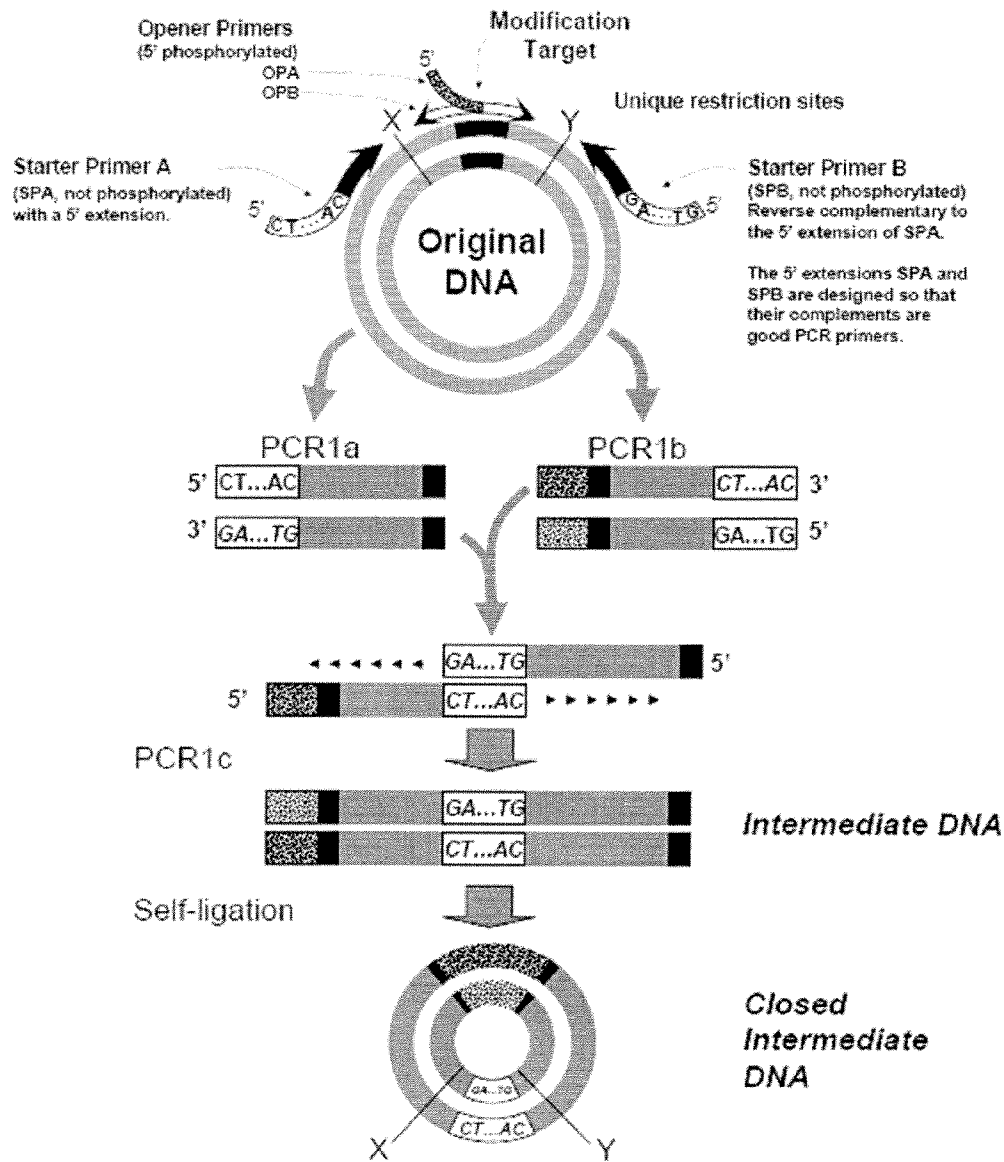 Opener Primers
(5' phosphorylated)
OPA
OPB
5'
Modification
Target
Unique restriction sites
X
Y
Starter Primer A
(SPA, not phosphorylated)
with a 5' extension.
5'
CT...AC
Starter Primer B
(SPB, not phosphorylated)
Reverse complementary to
the 5' extension of SPA.
The 5' extensions SPA and
SPB are designed so that
their complements are
good PCR primers.
GA...TG
5'
Original
DNA
PCR1a
5'
CT...AC
3'
GA...TG
PCR1b
CT...AC
3'
GA...TG
5'
GA...TG
5'
5'
CT...AC
PCR1c
GA...TG
CT...AC
Intermediate DNA
Self-ligation
Closed
Intermediate
DNA
GA...TG
CT...AC
X
Y